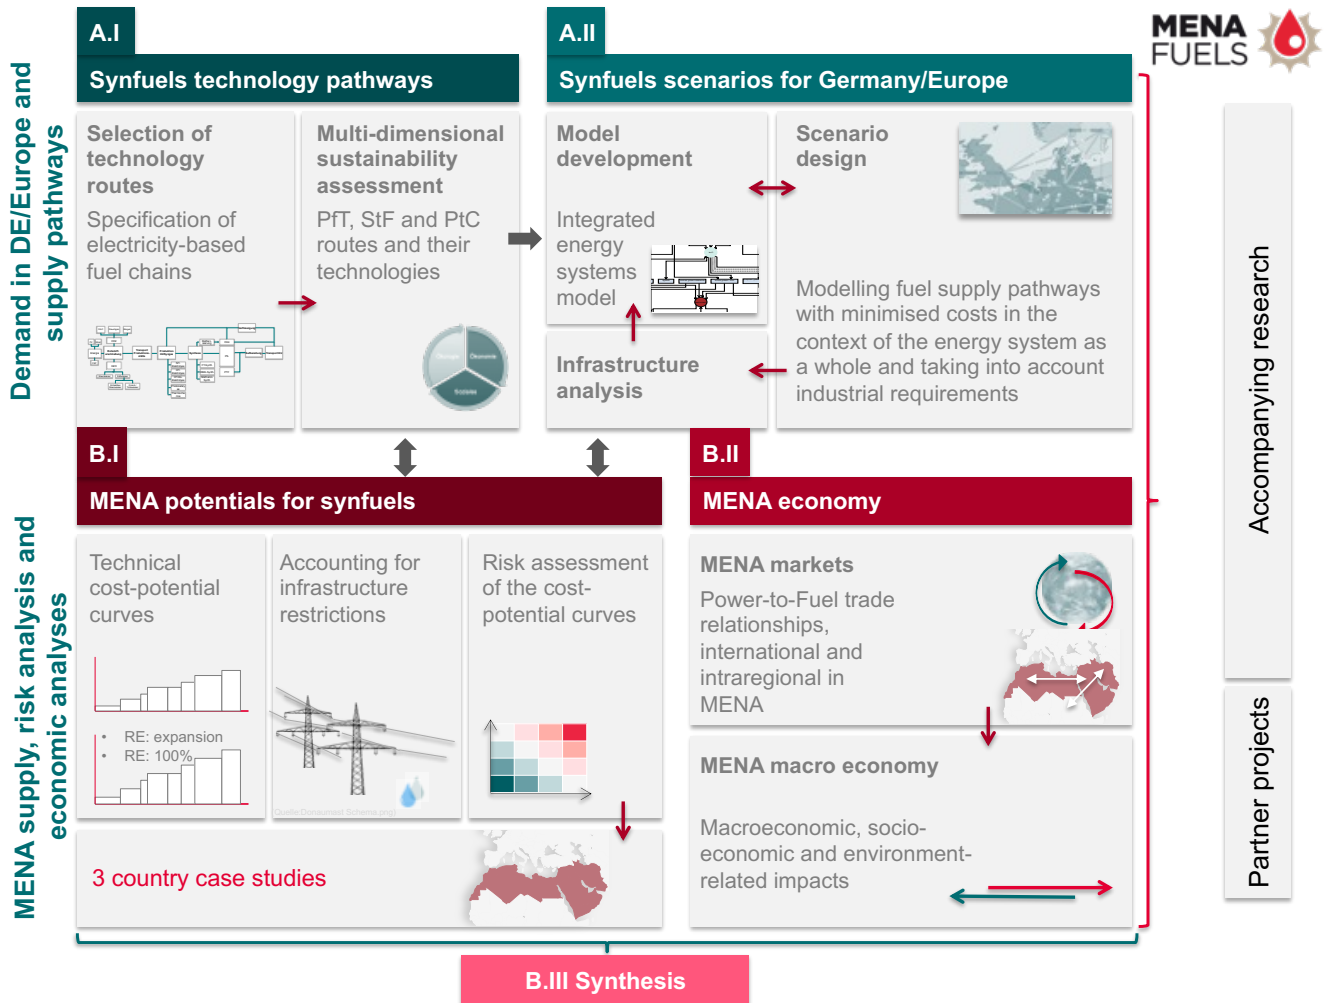 MENA
FUELS
Demand in DE/Europe and
supply pathways
A.I
Synfuels technology pathways
Selection of
technology
routes
Specification of
electricity-based
fuel chains
Multi-dimensional
sustainability
assessment
PfT, StF and PtC
routes and their
technologies
A.II
Synfuels scenarios for Germany/Europe
Model
development
Integrated
energy
systems
model
Infrastructure
analysis
Scenario
design
Modelling fuel supply pathways
with minimised costs in the
context of the energy system as
a whole and taking into account
industrial requirements
MENA supply, risk analysis and
economic analyses
B.I
MENA potentials for synfuels
Technical
cost-potential
curves
• RE: expansion
• RE: 100%
Accounting for
infrastructure
restrictions
Risk assessment
of the cost-
potential curves
3 country case studies
B.II
MENA economy
MENA markets
Power-to-Fuel trade
relationships,
international and
intraregional in
MENA
MENA macro economy
Macroeconomic, socio-
economic and environment-
related impacts
B.III Synthesis
Accompanying research
Partner projects